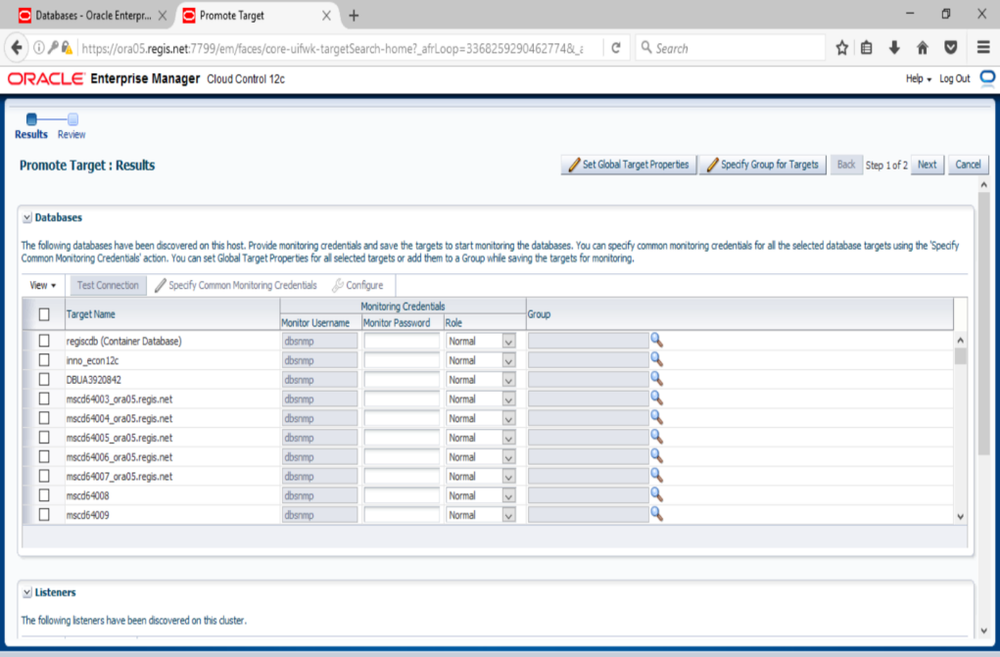 Databases - Oracle Enterpr...
Promote Target
https://ora05.regis.net:7799/em/faces/core-uifwk-targetSearch-home?_afrLoop=3368259290462774&_a
Search
ORACLE Enterprise Manager Cloud Control 12c
Help Log Out
Results Review
Promote Target : Results
Set Global Target Properties Specify Group for Targets Back Step 1 of 2 Next Cancel
Databases
The following databases have been discovered on this host. Provide monitoring credentials and save the targets to start monitoring the databases. You can specify common monitoring credentials for all the selected database targets using the 'Specify
Common Monitoring Credentials' action. You can set Global Target Properties for all selected targets or add them to a Group while saving the targets for monitoring.
View Test Connection Specify Common Monitoring Credentials Configure
Target Name Monitoring Credentials Group
Monitor Username Monitor Password Role
regiscdb (Container Database) dbsnmp Normal
inno_econ12c dbsnmp Normal
DBUA3920842 dbsnmp Normal
mscd64003_ora05.regis.net dbsnmp Normal
mscd64004_ora05.regis.net dbsnmp Normal
mscd64005_ora05.regis.net dbsnmp Normal
mscd64006_ora05.regis.net dbsnmp Normal
mscd64007_ora05.regis.net dbsnmp Normal
mscd64008 dbsnmp Normal
mscd64009 dbsnmp Normal
Listeners
The following listeners have been discovered on this cluster.